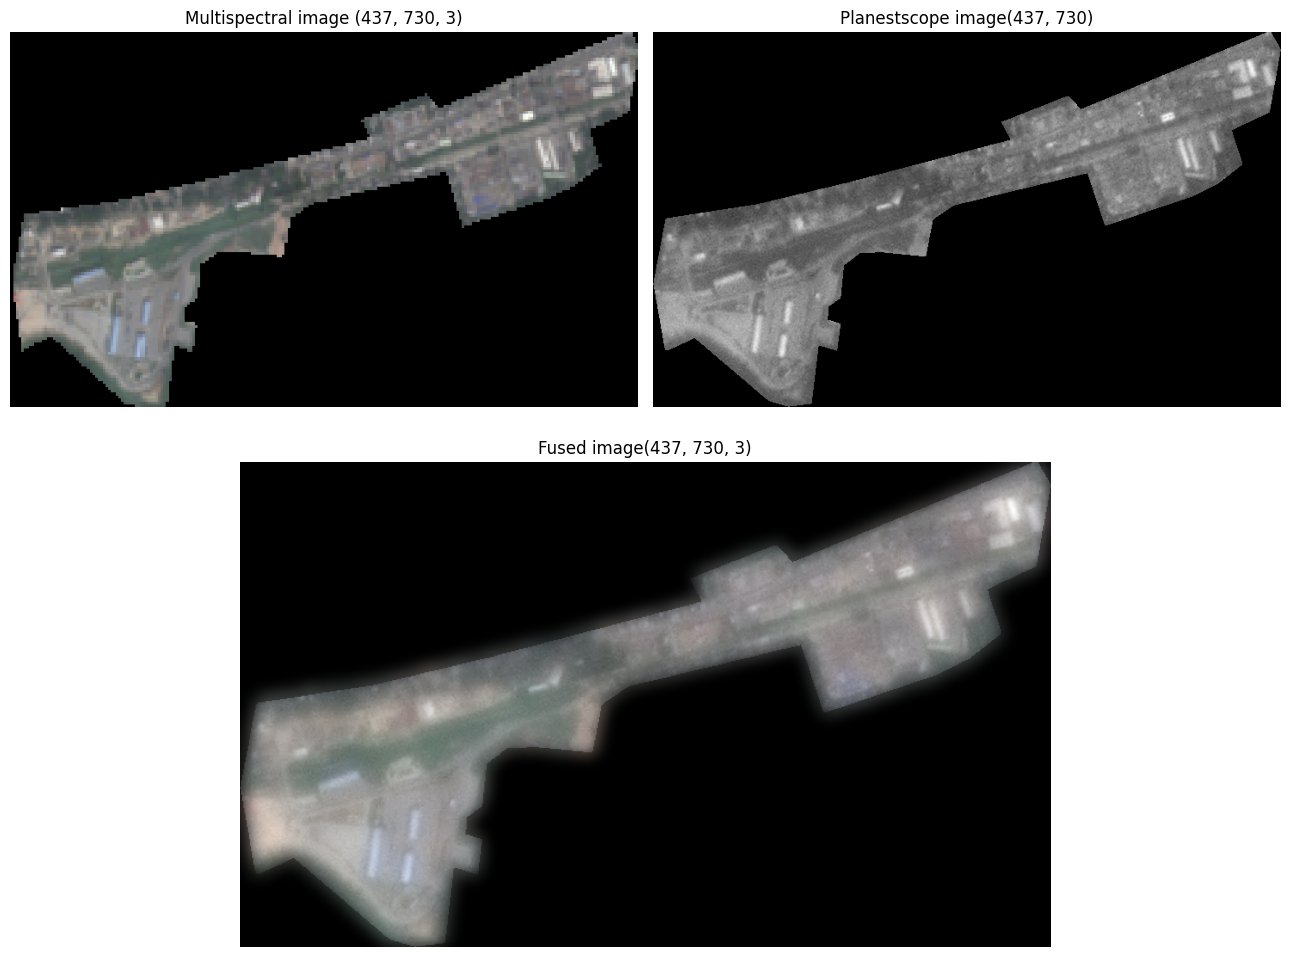 Multispectral image (437, 730, 3)
Planestscope image(437, 730)
Fused image(437, 730, 3)